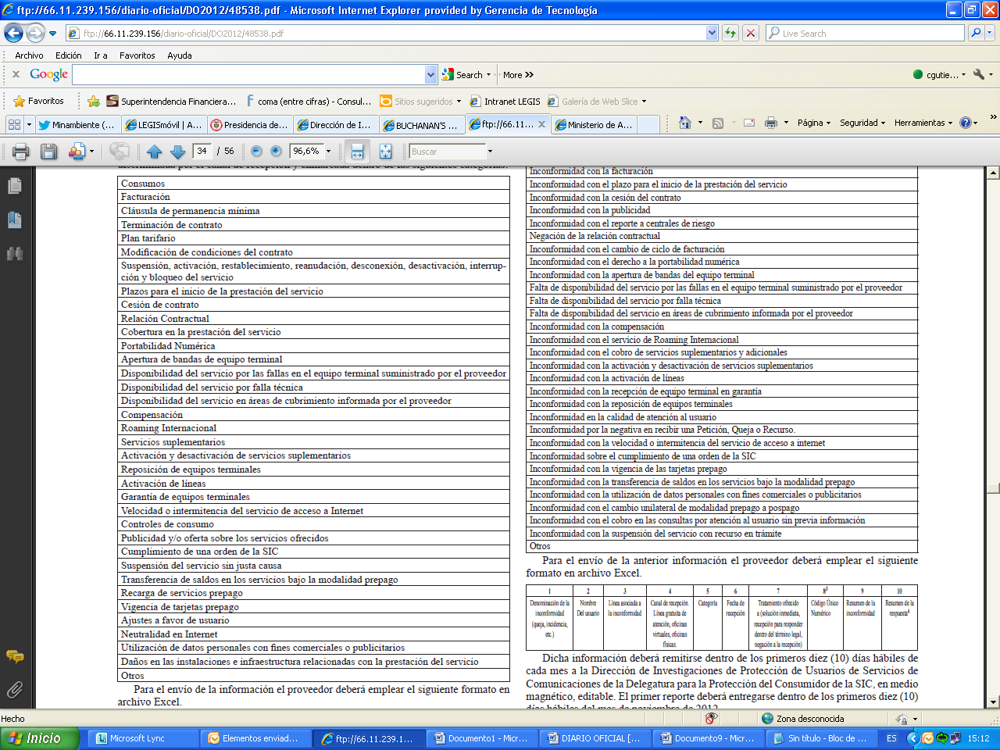 ftp://66.11.239.156/diario-oficial/DO2012/48538.pdf - Microsoft Internet Explorer provided by Gerencia de Tecnología
ftp://66.11.239.156/diario-oficial/DO2012/48538.pdf
Live Search
Archivo Edición Ir a Favoritos Ayuda
x Google Search More >> cgutie...
Favoritos Superintendencia Financiera... coma (entre cifras) - Consul... Sitios sugeridos Intranet LEGIS Galería de Web Slice
Minambiente (... LEGISmóvil | A... Presidencia de... Dirección de I... BUCHANAN'S ... ftp://66.11.... Ministerio de A... Página Seguridad Herramientas
34 / 56 96,6% Buscar
discriminada por el canal de recepción y enmarcada dentro de las siguientes categorías:
Consumos
Facturación
Cláusula de permanencia mínima
Terminación de contrato
Plan tarifario
Modificación de condiciones del contrato
Suspensión, activación, restablecimiento, reanudación, desconexión, desactivación, interrup-
ción y bloqueo del servicio
Plazos para el inicio de la prestación del servicio
Cesión de contrato
Relación Contractual
Cobertura en la prestación del servicio
Portabilidad Numérica
Apertura de bandas de equipo terminal
Disponibilidad del servicio por las fallas en el equipo terminal suministrado por el proveedor
Disponibilidad del servicio por falla técnica
Disponibilidad del servicio en áreas de cubrimiento informada por el proveedor
Compensación
Roaming Internacional
Servicios suplementarios
Activación y desactivación de servicios suplementarios
Reposición de equipos terminales
Activación de líneas
Garantía de equipos terminales
Velocidad o intermitencia del servicio de acceso a Internet
Controles de consumo
Publicidad y/o oferta sobre los servicios ofrecidos
Cumplimiento de una orden de la SIC
Suspensión del servicio sin justa causa
Transferencia de saldos en los servicios bajo la modalidad prepago
Recarga de servicios prepago
Vigencia de tarjetas prepago
Ajustes a favor de usuario
Neutralidad en Internet
Utilización de datos personales con fines comerciales o publicitarios
Daños en las instalaciones e infraestructura relacionadas con la prestación del servicio
Otros
Para el envío de la información el proveedor deberá emplear el siguiente formato en
archivo Excel.
Inconformidad con la facturación
Inconformidad con el plazo para el inicio de la prestación del servicio
Inconformidad con la cesión del contrato
Inconformidad con la publicidad
Inconformidad con el reporte a centrales de riesgo
Negación de la relación contractual
Inconformidad con el cambio de ciclo de facturación
Inconformidad con el derecho a la portabilidad numérica
Inconformidad con la apertura de bandas del equipo terminal
Falta de disponibilidad del servicio por las fallas en el equipo terminal suministrado por el proveedor
Falta de disponibilidad del servicio por falla técnica
Falta de disponibilidad del servicio en áreas de cubrimiento informada por el proveedor
Inconformidad con la compensación
Inconformidad con el servicio de Roaming Internacional
Inconformidad con el cobro de servicios suplementarios y adicionales
Inconformidad con la activación y desactivación de servicios suplementarios
Inconformidad con la activación de líneas
Inconformidad con la recepción de equipo terminal en garantía
Inconformidad con la reposición de equipos terminales
Inconformidad en la calidad de atención al usuario
Inconformidad por la negativa en recibir una Petición, Queja o Recurso.
Inconformidad con la velocidad o intermitencia del servicio de acceso a internet
Inconformidad sobre el cumplimiento de una orden de la SIC
Inconformidad con la vigencia de las tarjetas prepago
Inconformidad con la transferencia de saldos en los servicios bajo la modalidad prepago
Inconformidad con la utilización de datos personales con fines comerciales o publicitarios
Inconformidad con el cambio unilateral de modalidad prepago a pospago
Inconformidad con el cobro en las consultas por atención al usuario sin previa información
Inconformidad con la suspensión del servicio con recurso en trámite
Otros
Para el envío de la anterior información el proveedor deberá emplear el siguiente
formato en archivo Excel.
1 2 3 4 5 6 7 8³ 9 10
Denominación de la Nombre Línea asociada a Canal de recepción. Categoría Fecha de Tratamiento ofrecido Código Único Resumen de la Resumen de la
inconformidad Del usuario la inconformidad Línea gratuita de recepción a (solución inmediata, Numérico inconformidad respuesta⁴
(queja, incidencia, atención, oficinas recepción para responder
etc.) virtuales, oficinas dentro del término legal,
físicas. negación a la recepción)
Dicha información deberá remitirse dentro de los primeros diez (10) días hábiles de
cada mes a la Dirección de Investigaciones de Protección de Usuarios de Servicios de
Comunicaciones de la Delegatura para la Protección del Consumidor de la SIC, en medio
magnético, editable. El primer reporte deberá entregarse dentro de los primeros diez (10)
días hábiles del mes de noviembre de 2012
Hecho Zona desconocida
Inicio Microsoft Lync Elementos enviad... ftp://66.11.239.1... Documento1 - Micr... DIARIO OFICIAL [... Documento9 - Micr... Sin título - Bloc de ... ES 15:12